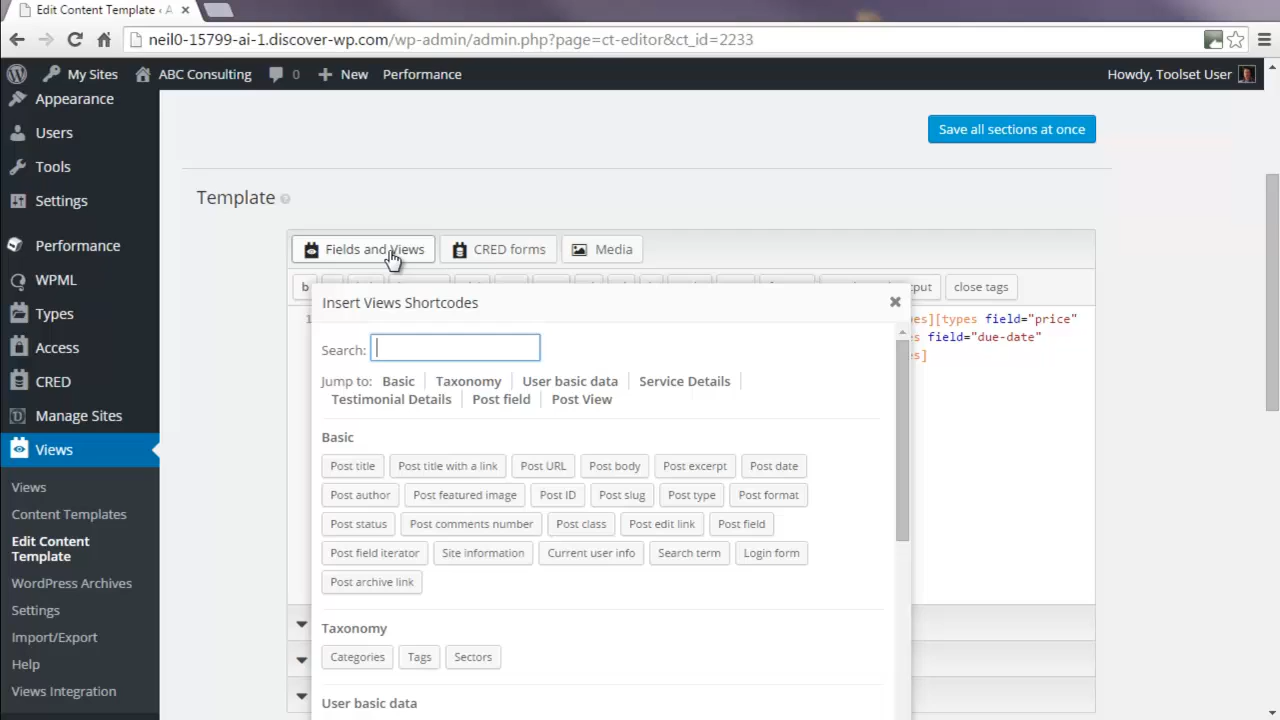 Edit Content Template ‹ A
neil0-15799-ai-1.discover-wp.com/wp-admin/admin.php?page=ct-editor&ct_id=2233
My Sites ABC Consulting 0 New Performance Howdy, Toolset User
Appearance
Users
Tools
Settings
Performance
WPML
Types
Access
CRED
Manage Sites
Views
Views
Content Templates
Edit Content
Template
WordPress Archives
Settings
Import/Export
Help
Views Integration
Save all sections at once
Template
Fields and Views CRED forms Media
b close tags
1
][types field="price"
field="due-date"
Insert Views Shortcodes
Search:
Jump to: Basic Taxonomy User basic data Service Details
Testimonial Details Post field Post View
Basic
Post title Post title with a link Post URL Post body Post excerpt Post date
Post author Post featured image Post ID Post slug Post type Post format
Post status Post comments number Post class Post edit link Post field
Post field iterator Site information Current user info Search term Login form
Post archive link
Taxonomy
Categories Tags Sectors
User basic data